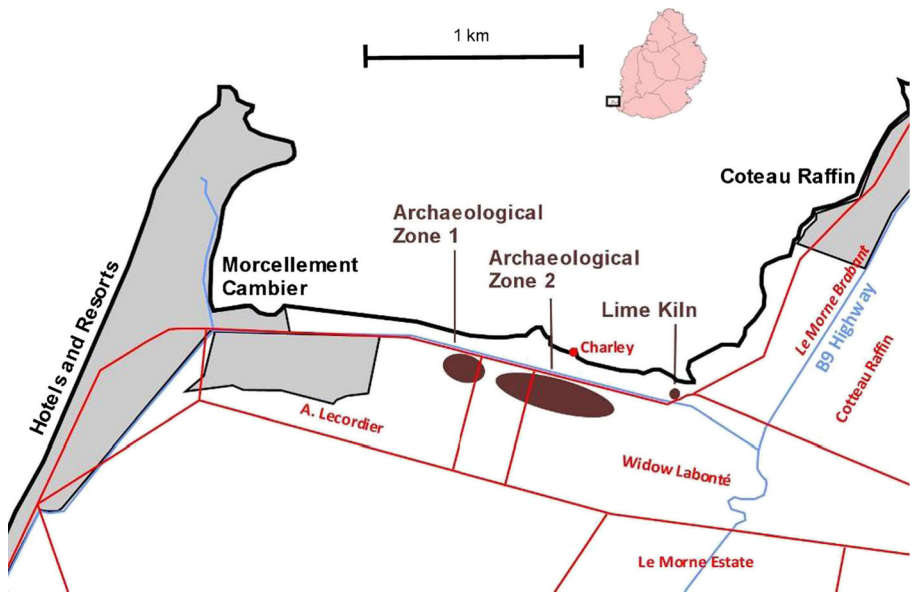 1 km
Coteau Raffin
Archaeological
Zone 1
Archaeological
Zone 2
Morcellement
Cambier
Hotels and Resorts
Lime Kiln
Charley
Le Morne Brabant
B9 Highway
Cotteau Raffin
A. Lecordier
Widow Labonté
Le Morne Estate